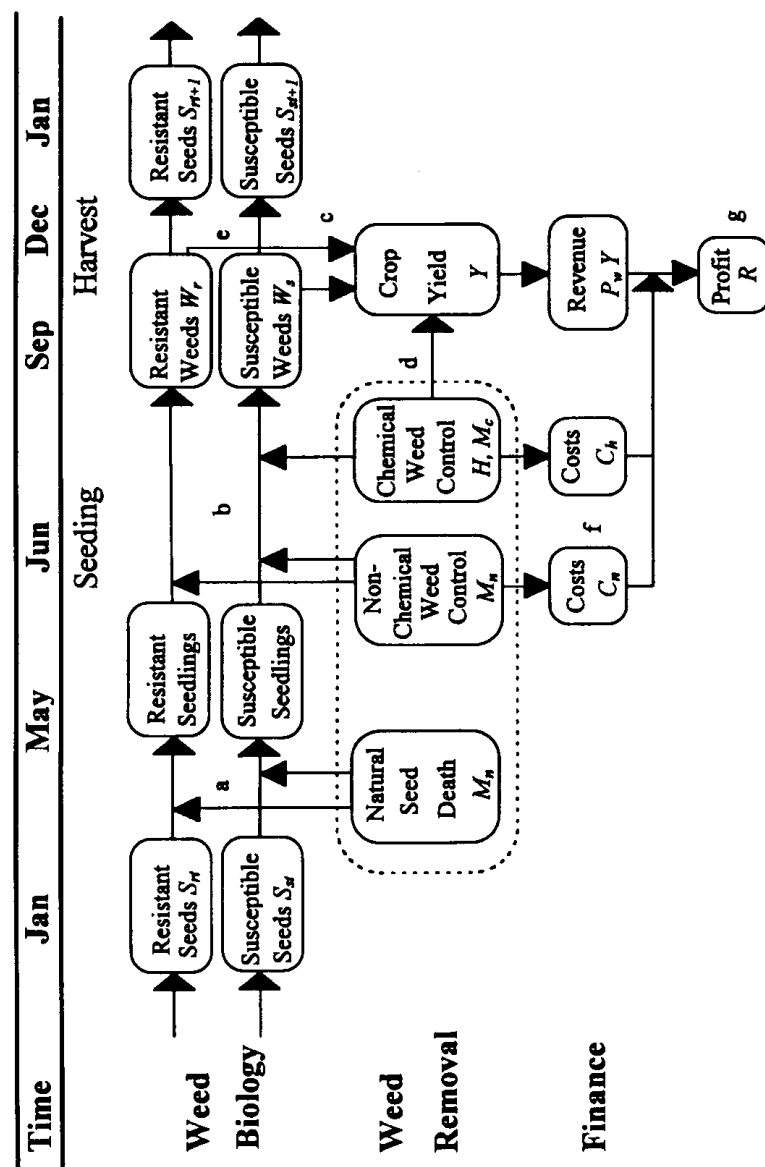 Time Jan May Jun Sep Dec Jan
Seeding Harvest
Weed
Biology
Resistant
Seeds S_rt
Resistant
Seedlings
Resistant
Weeds W_r
Resistant
Seeds S_rt+1
a
b
e
c
Susceptible
Seeds S_st
Susceptible
Seedlings
Susceptible
Weeds W_s
Susceptible
Seeds S_st+1
Weed
Removal
Natural
Seed
Death
M_n
Non-
Chemical
Weed
Control
M_n
Chemical
Weed
Control
H, M_c
d
Crop
Yield
Y
Finance
Costs
C_n
f
Costs
C_h
Revenue
P_w Y
Profit
R
g